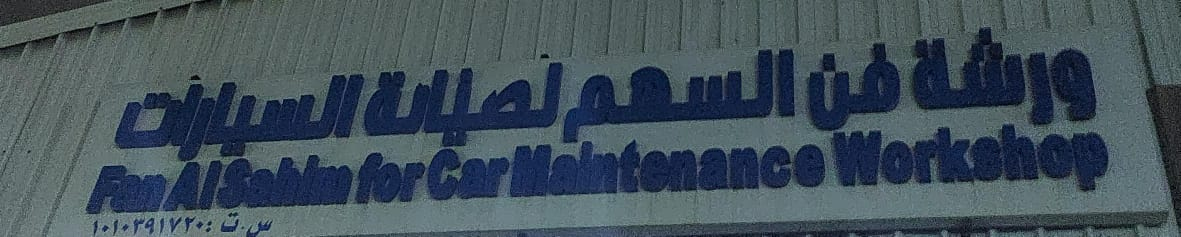 ورشة فن السهم لصيانة السيارات
Fan Al Sahim for Car Maintenance Workshop
س.ت : ١٠١٠٣٩١٧٢٠